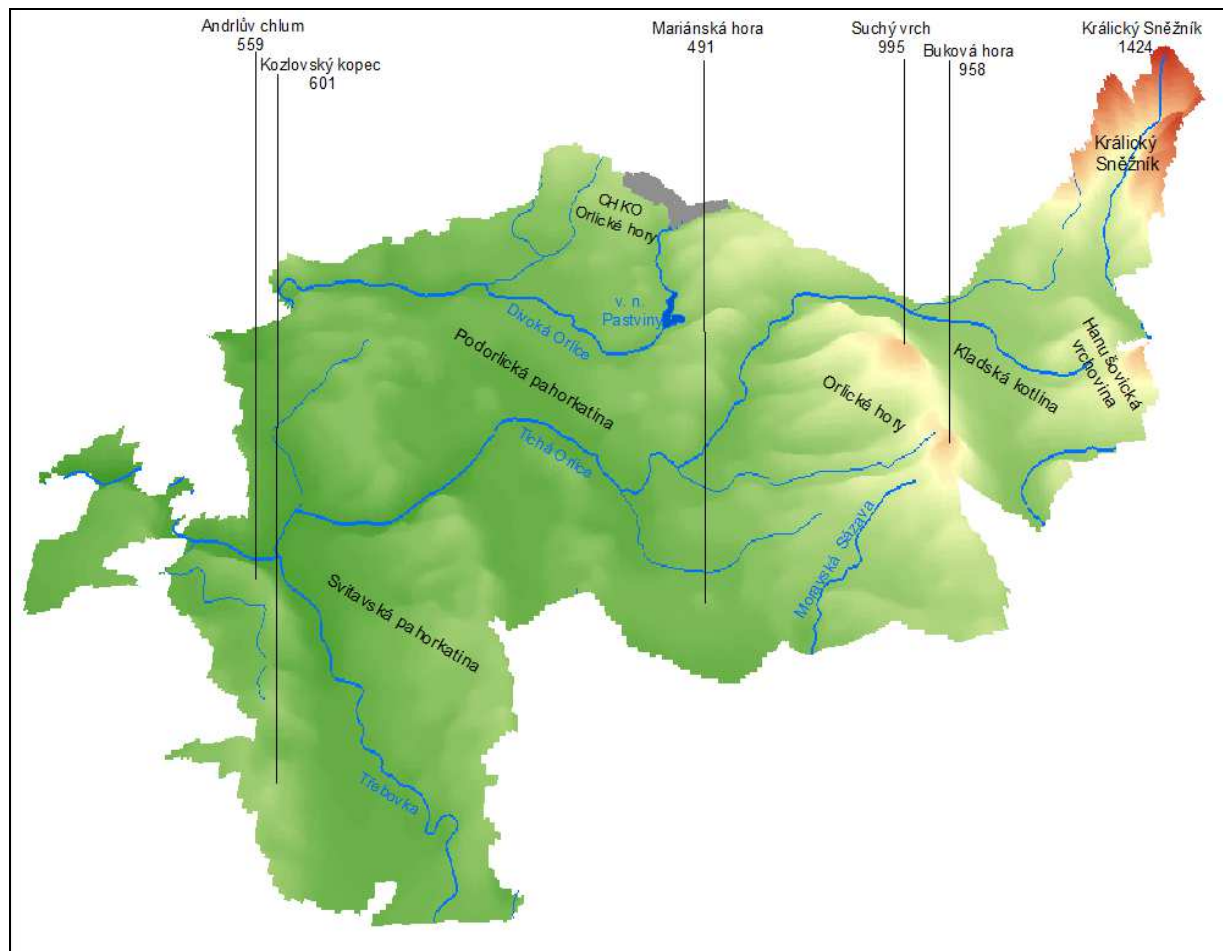 Andrlův chlum
559
Kozlovský kopec
601
Mariánská hora
491
Suchý vrch
995
Buková hora
958
Králický Sněžník
1424
Králický
Sněžník
CHKO
Orlické hory
v. n.
Pastviny
Divoká Orlice
Podorlická pahorkatina
Tichá Orlice
Orlické hory
Kladská kotlina
Hanušovická
vrchovina
Moravská Sázava
Svitavská pahorkatina
Třebovka